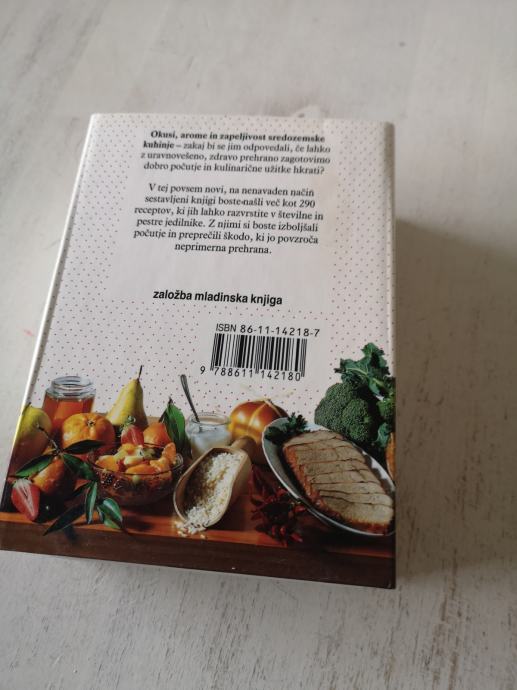 Okusi, arome in zapeljivost sredozemske
kuhinje – zakaj bi se jim odpovedali, če lahko
z uravnovešeno, zdravo prehrano zagotovimo
dobro počutje in kulinarične užitke hkrati?
V tej povsem novi, na nenavaden način
sestavljeni knjigi boste našli več kot 290
receptov, ki jih lahko razvrstite v številne in
pestre jedilnike. Z njimi si boste izboljšali
počutje in preprečili škodo, ki jo povzroča
neprimerna prehrana.
založba mladinska knjiga
ISBN 86-11-14218-7
9 788611 142180